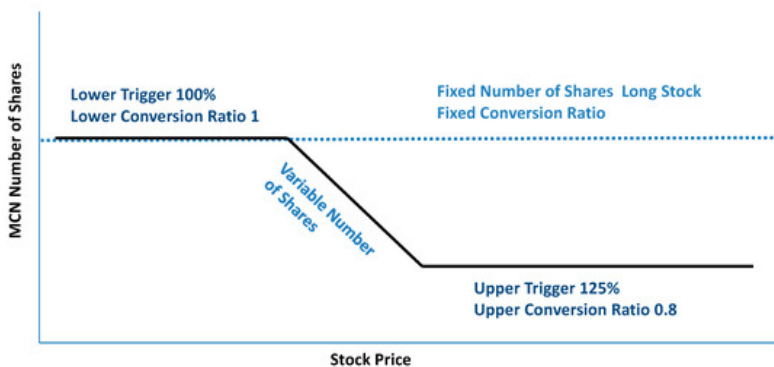 MCN Number of Shares
Lower Trigger 100%
Lower Conversion Ratio 1
Fixed Number of Shares Long Stock
Fixed Conversion Ratio
Variable Number
of Shares
Upper Trigger 125%
Upper Conversion Ratio 0.8
Stock Price